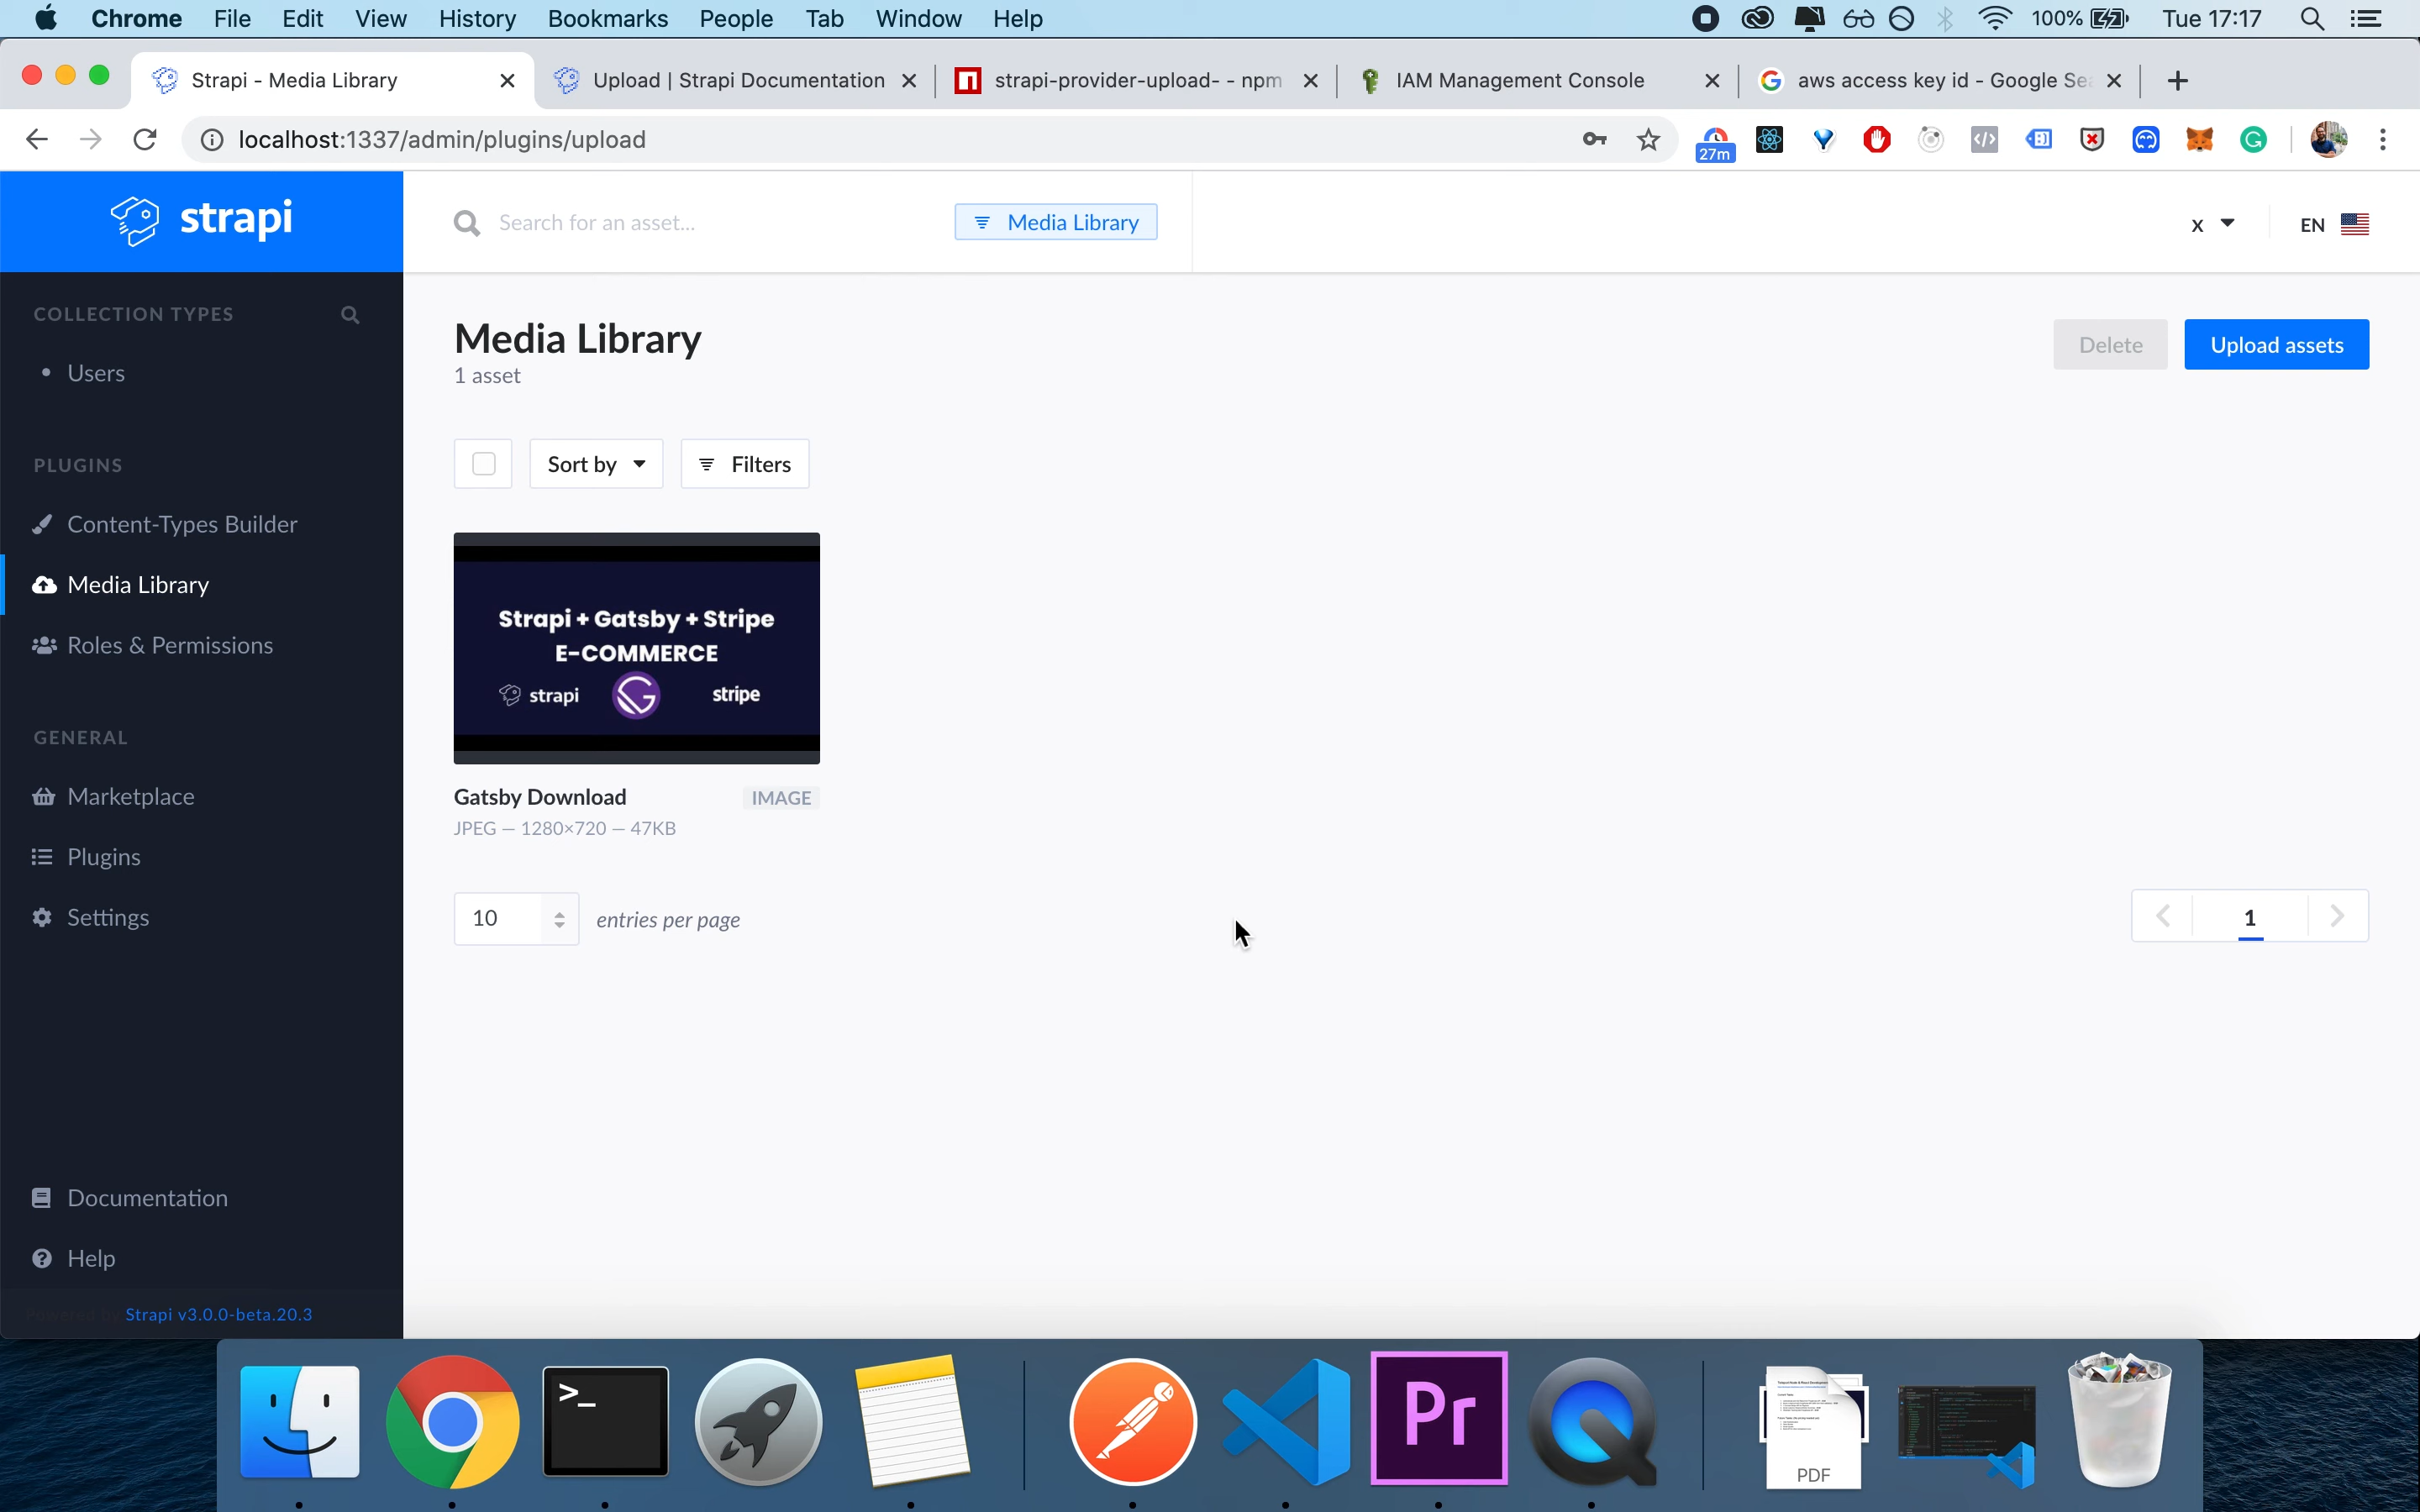 Chrome File Edit View History Bookmarks People Tab Window Help 100% Tue 17:17
Strapi - Media Library Upload | Strapi Documentation strapi-provider-upload- - npm IAM Management Console aws access key id - Google Sea
localhost:1337/admin/plugins/upload 27m
strapi Search for an asset... Media Library x EN
COLLECTION TYPES
Users
PLUGINS
Content-Types Builder
Media Library
Roles & Permissions
GENERAL
Marketplace
Plugins
Settings
Documentation
Help
Powered by Strapi v3.0.0-beta.20.3
Media Library
1 asset
Delete Upload assets
Sort by Filters
Strapi + Gatsby + Stripe
E-COMMERCE
strapi stripe
Gatsby Download IMAGE
JPEG — 1280×720 — 47KB
10 entries per page 1
>_ Pr PDF